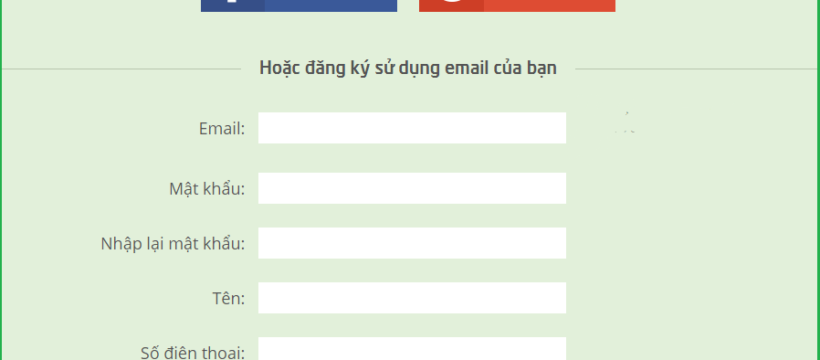 Hoặc đăng ký sử dụng email của bạn
Email:
Mật khẩu:
Nhập lại mật khẩu:
Tên:
Số điện thoại: